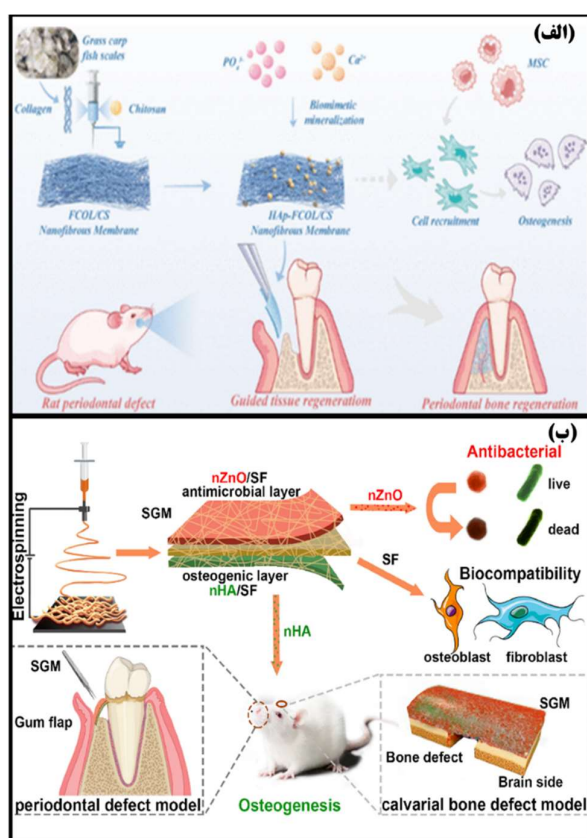 (الف)
Grass carp
fish scales
Collagen
Chitosan
PO₄³⁻
Ca²⁺
MSC
Biomimetic
mineralization
FCOL/CS
Nanofibrous Membrane
HAp-FCOL/CS
Nanofibrous Membrane
Cell recruitment
Osteogenesis
Rat periodontal defect
Guided tissue regeneratiom
Periodontal bone regeneration
(ب)
Electrospinning
nZnO/SF
antimicrobial layer
SGM
osteogenic layer
nHA/SF
nZnO
Antibacterial
live
dead
SF
Biocompatibility
osteoblast
fibroblast
nHA
SGM
Gum flap
periodontal defect model
Osteogenesis
SGM
Bone defect
Brain side
calvarial bone defect model